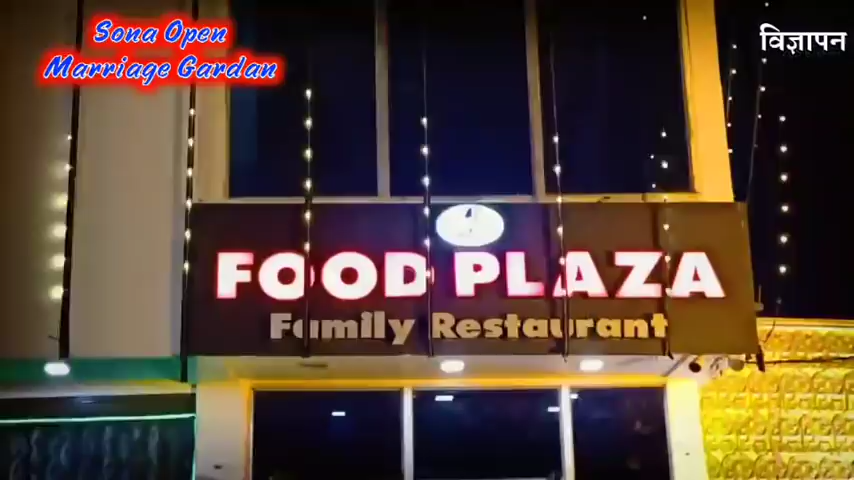 Sona Open
Marriage Gardan
विज्ञापन
FOOD PLAZA
Family Restaurant